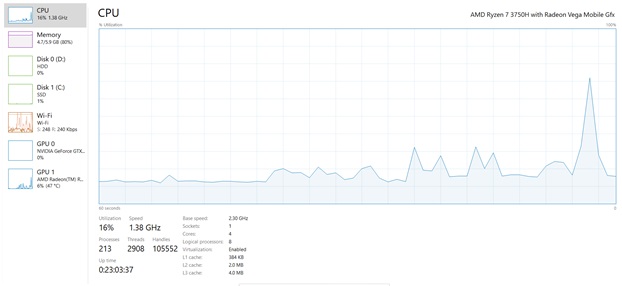 CPU
16% 1.38 GHz
Memory
4.7/5.9 GB (80%)
Disk 0 (D:)
HDD
0%
Disk 1 (C:)
SSD
1%
Wi-Fi
Wi-Fi
S: 248 R: 240 Kbps
GPU 0
NVIDIA GeForce GTX...
0%
GPU 1
AMD Radeon(TM) R...
6% (47 °C)
CPU
AMD Ryzen 7 3750H with Radeon Vega Mobile Gfx
% Utilization
100%
60 seconds
0
Utilization
16%
Speed
1.38 GHz
Processes
213
Threads
2908
Handles
105552
Up time
0:23:03:37
Base speed: 2.30 GHz
Sockets: 1
Cores: 4
Logical processors: 8
Virtualization: Enabled
L1 cache: 384 KB
L2 cache: 2.0 MB
L3 cache: 4.0 MB